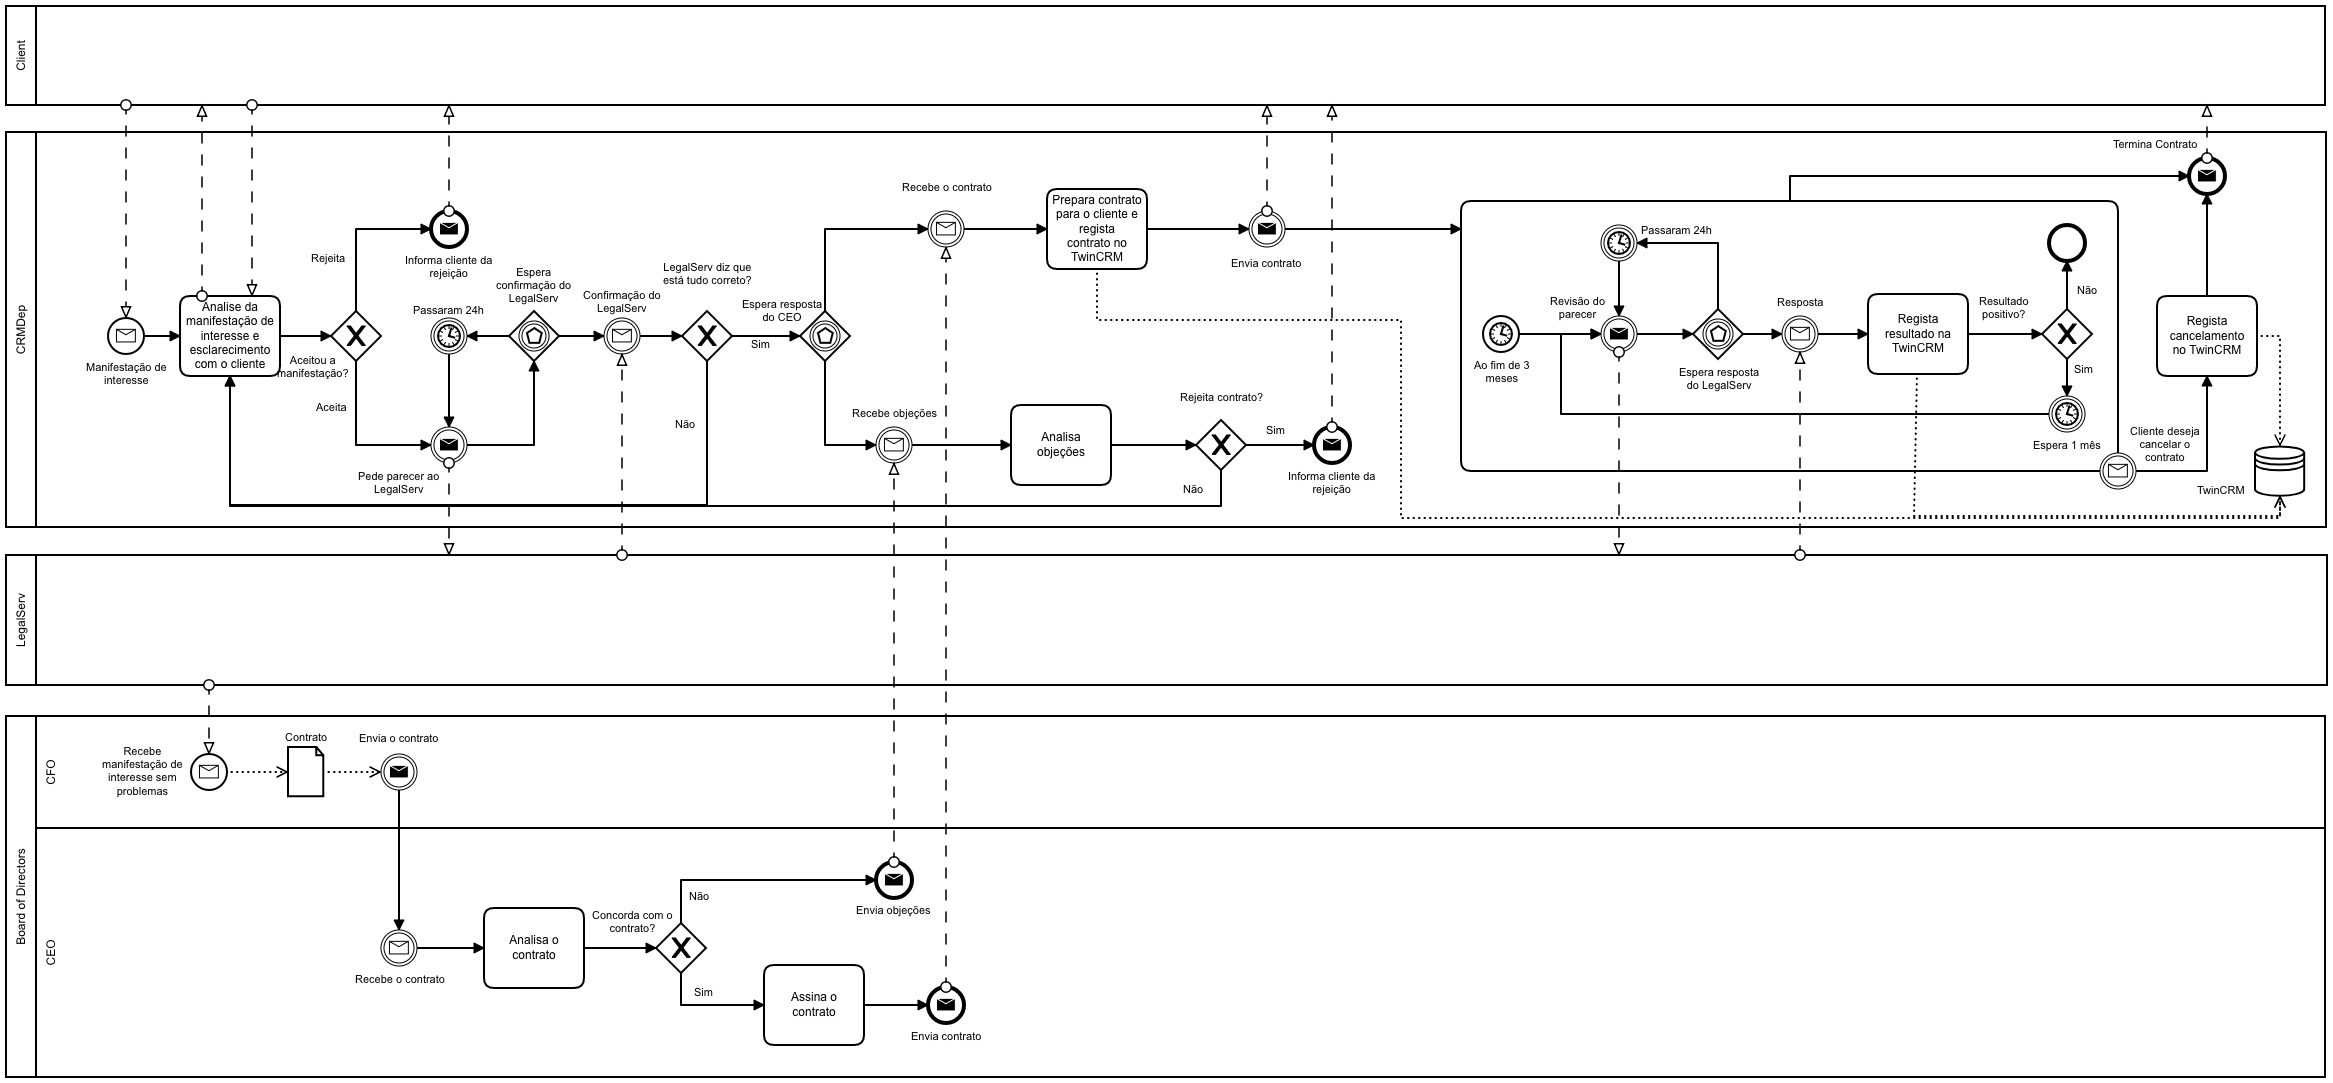 Client
CRMDep
Manifestação de
interesse
Analise da
manifestação de
interesse e
esclarecimento
com o cliente
Aceitou a
manifestação?
Rejeita
Aceita
Informa cliente da
rejeição
Passaram 24h
Pede parecer ao
LegalServ
Espera
confirmação do
LegalServ
Confirmação do
LegalServ
LegalServ diz que
está tudo correto?
Não
Sim
Espera resposta
do CEO
Recebe o contrato
Recebe objeções
Prepara contrato
para o cliente e
regista
contrato no
TwinCRM
Analisa
objeções
Rejeita contrato?
Sim
Não
Envia contrato
Informa cliente da
rejeição
Ao fim de 3
meses
Revisão do
parecer
Passaram 24h
Espera resposta
do LegalServ
Resposta
Regista
resultado na
TwinCRM
Resultado
positivo?
Não
Sim
Espera 1 mês
Cliente deseja
cancelar o
contrato
Termina Contrato
Regista
cancelamento
no TwinCRM
TwinCRM
LegalServ
Board of Directors
CFO
Recebe
manifestação de
interesse sem
problemas
Contrato
Envia o contrato
CEO
Recebe o contrato
Analisa o
contrato
Concorda com o
contrato?
Não
Sim
Envia objeções
Assina o
contrato
Envia contrato